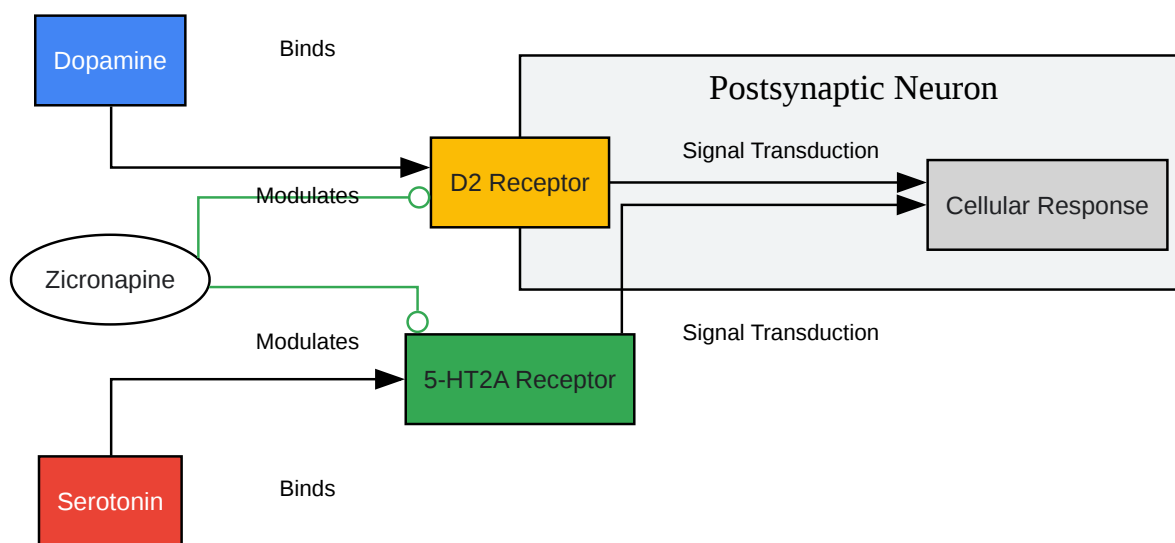 Dopamine
Binds
Postsynaptic Neuron
Signal Transduction
D2 Receptor
Modulates
Cellular Response
Zicronapine
Modulates
Signal Transduction
5-HT2A Receptor
Serotonin
Binds